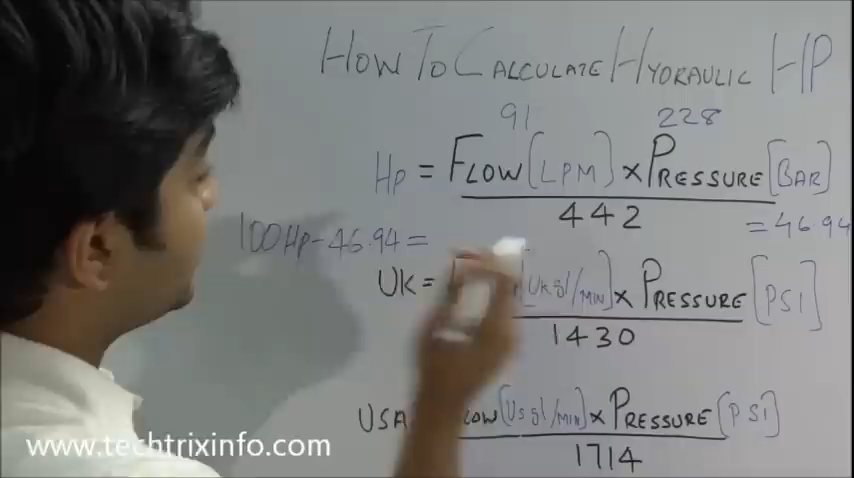 HOW TO CALCULATE HYDRAULIC HP
91 228
HP = FLOW [LPM] × PRESSURE [BAR]
442 = 46.94
100HP - 46.94 =
UK = [UK gl/MIN] × PRESSURE [PSI]
1430
USA [US gl/MIN] × PRESSURE [PSI]
1714
www.techtrixinfo.com